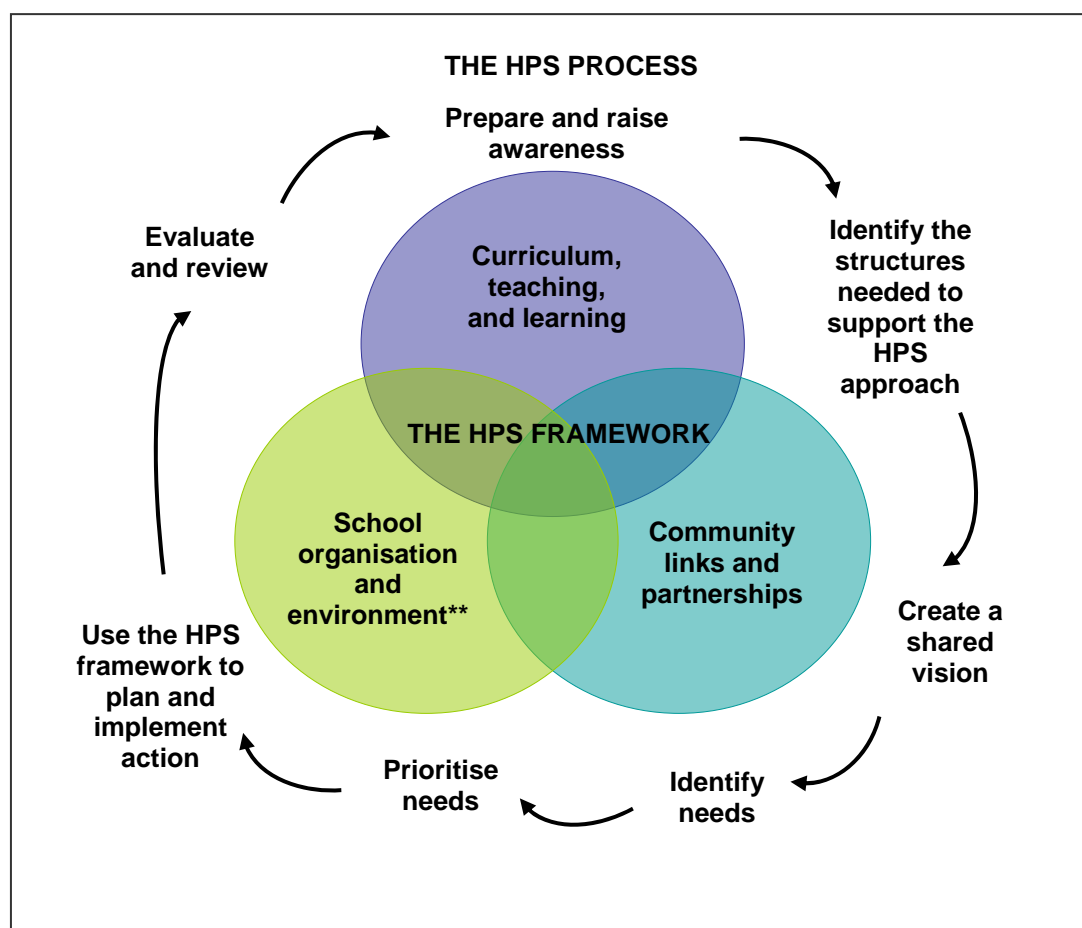 THE HPS PROCESS
Prepare and raise
awareness
Identify the
structures
needed to
support the
HPS
approach
Create a
shared
vision
Identify
needs
Prioritise
needs
Use the HPS
framework to
plan and
implement
action
Evaluate
and review
Curriculum,
teaching,
and learning
THE HPS FRAMEWORK
School
organisation
and
environment**
Community
links and
partnerships